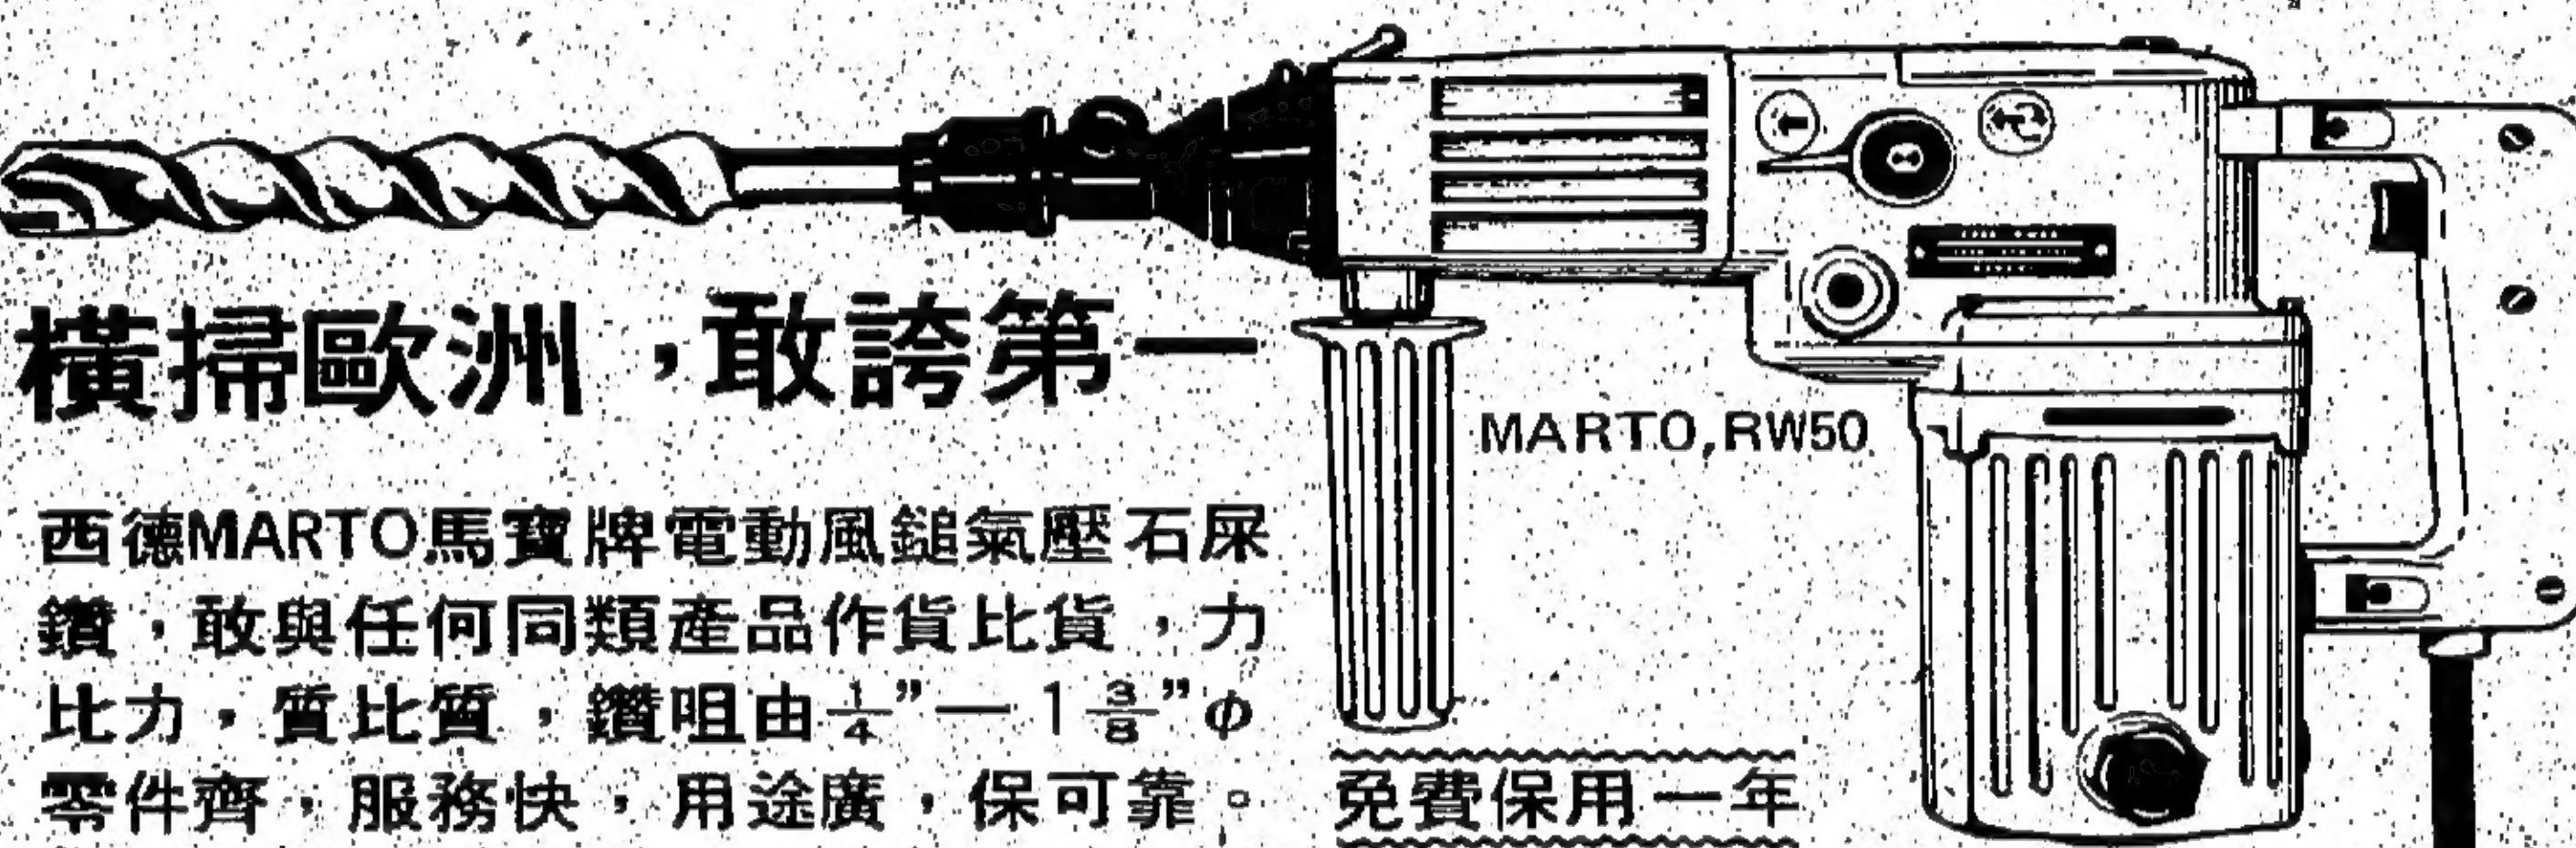 橫掃歐洲，敢誇第一
MARTO,RW50
西德MARTO馬寶牌電動風鎚氣壓石屎
鑽，敢與任何同類產品作貨比貨，力
比力，質比質，鑽咀由1/4”—1 3/8”φ
零件齊，服務快，用途廣，保可靠。
免費保用一年